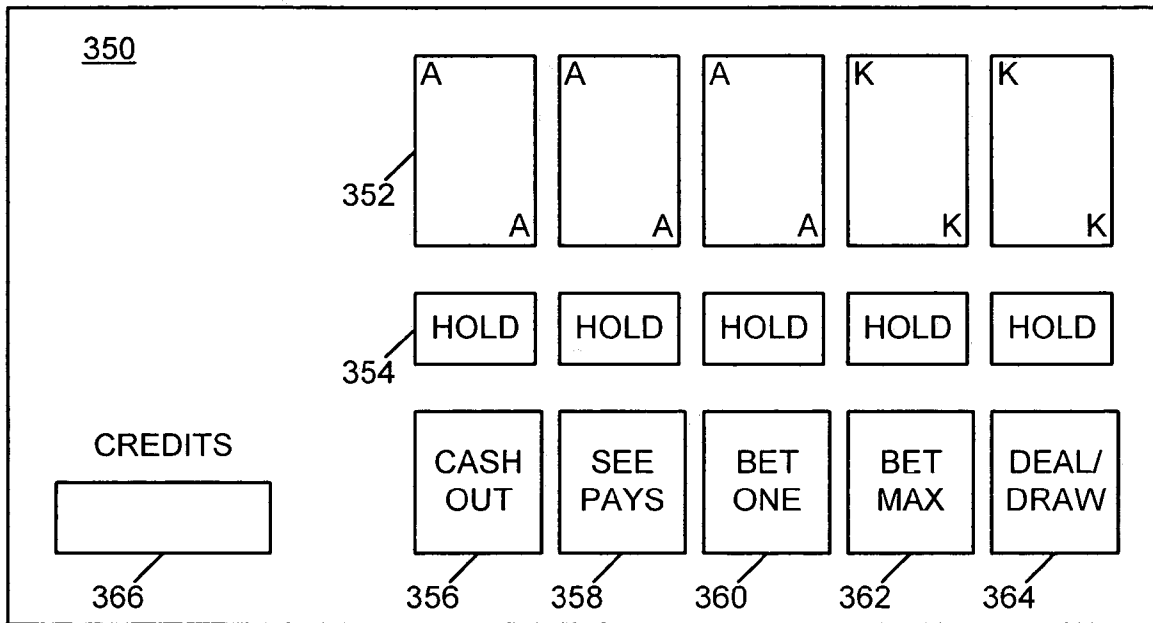 350
A A A K K
A A A K K
352
HOLD HOLD HOLD HOLD HOLD
354
CREDITS
CASH OUT SEE PAYS BET ONE BET MAX DEAL/ DRAW
366 356 358 360 362 364